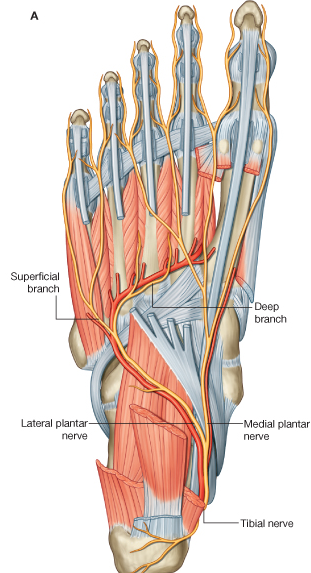 A
Superficial
branch
Deep
branch
Lateral plantar
nerve
Medial plantar
nerve
Tibial nerve